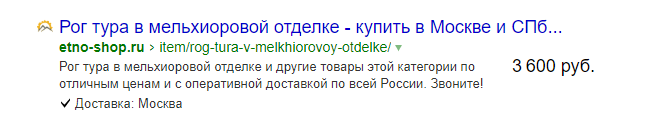 Рог тура в мельхиоровой отделке - купить в Москве и СПб...
etno-shop.ru › item/rog-tura-v-melkhiorovoy-otdelke/
Рог тура в мельхиоровой отделке и другие товары этой категории по
отличным ценам и с оперативной доставкой по всей России. Звоните!
3 600 руб.
Доставка: Москва